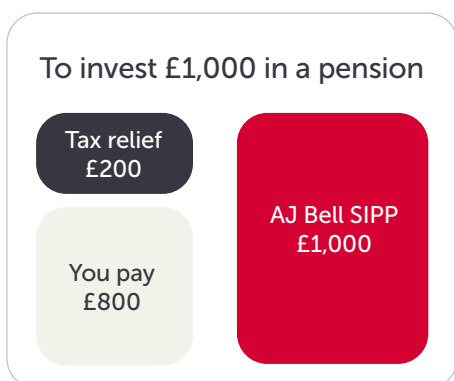 To invest £1,000 in a pension
Tax relief
£200
You pay
£800
AJ Bell SIPP
£1,000